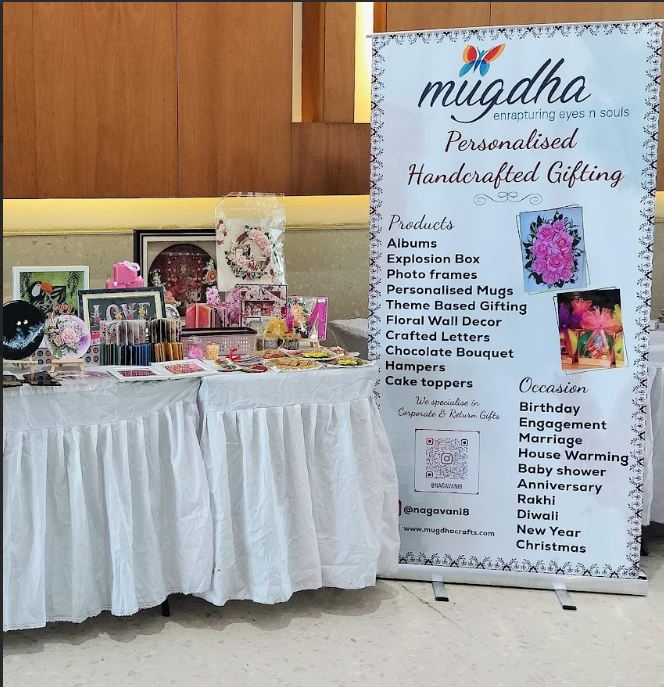 mugdha
enrapturing eyes n souls
Personalised
Handcrafted Gifting
Products
Albums
Explosion Box
Photo frames
Personalised Mugs
Theme Based Gifting
Floral Wall Decor
Crafted Letters
Chocolate Bouquet
Hampers
Cake toppers
We specialise in
Corporate & Return Gifts
@NAGAVANI8
@nagavani8
www.mugdhacrafts.com
Occasion
Birthday
Engagement
Marriage
House Warming
Baby shower
Anniversary
Rakhi
Diwali
New Year
Christmas
LOVE